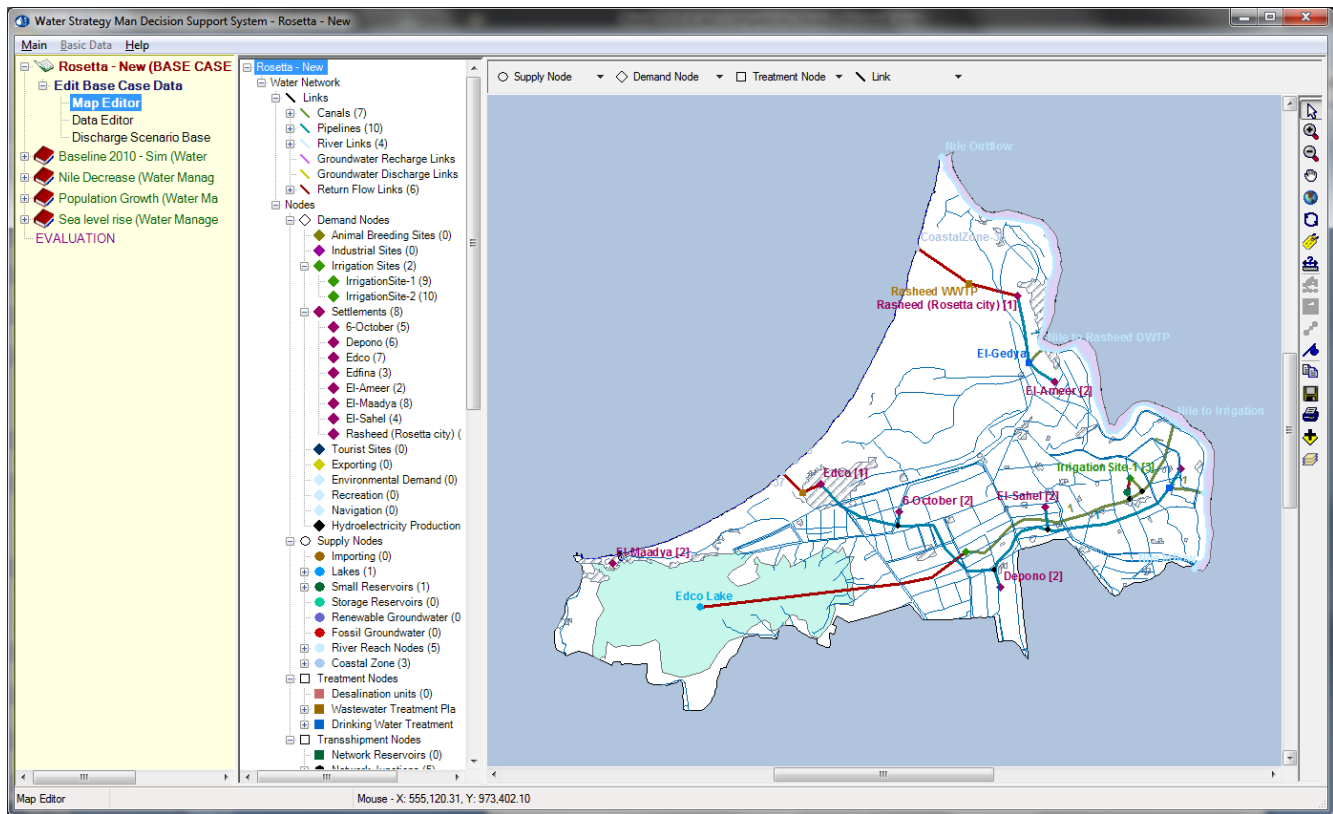 Water Strategy Man Decision Support System - Rosetta - New
Main Basic Data Help
Rosetta - New (BASE CASE
Edit Base Case Data
Map Editor
Data Editor
Discharge Scenario Base
Baseline 2010 - Sim (Water
Nile Decrease (Water Manag
Population Growth (Water Ma
Sea level rise (Water Manage
EVALUATION
Rosetta - New
Water Network
Links
Canals (7)
Pipelines (10)
River Links (4)
Groundwater Recharge Links
Groundwater Discharge Links
Return Flow Links (6)
Nodes
Demand Nodes
Animal Breeding Sites (0)
Industrial Sites (0)
Irrigation Sites (2)
IrrigationSite-1 (9)
IrrigationSite-2 (10)
Settlements (8)
6-October (5)
Depono (6)
Edco (7)
Edfina (3)
El-Ameer (2)
El-Maadya (8)
El-Sahel (4)
Rasheed (Rosetta city) (
Tourist Sites (0)
Exporting (0)
Environmental Demand (0)
Recreation (0)
Navigation (0)
Hydroelectricity Production
Supply Nodes
Importing (0)
Lakes (1)
Small Reservoirs (1)
Storage Reservoirs (0)
Renewable Groundwater (0
Fossil Groundwater (0)
River Reach Nodes (5)
Coastal Zone (3)
Treatment Nodes
Desalination units (0)
Wastewater Treatment Pla
Drinking Water Treatment
Transshipment Nodes
Network Reservoirs (0)
Network Junctions (5)
Supply Node Demand Node Treatment Node Link
Nile Outflow
CoastalZone-3
Rasheed WWTP
Rasheed (Rosetta city) [1]
Nile to Rasheed DWTP
El-Gedya
El-Ameer [2]
Nile to Irrigation
Irrigation Site-1 [3]
Edco [1]
6-October [2]
El-Sahel [2]
1
1
El-Maadya [2]
Depono [2]
Edco Lake
Map Editor
Mouse - X: 555,120.31, Y: 973,402.10